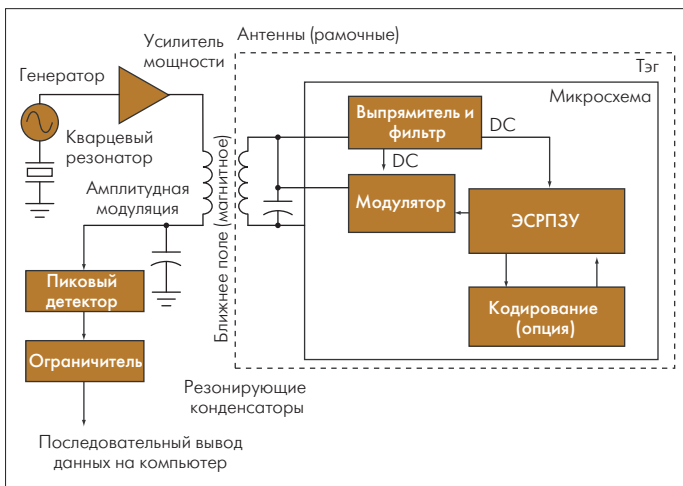 Усилитель
мощности
Антенны (рамочные)
Тэг
Генератор
Микросхема
Выпрямитель и
фильтр
DC
DC
Кварцевый
резонатор
Амплитудная
модуляция
Модулятор
ЭСРПЗУ
Ближнее поле (магнитное)
Пиковый
детектор
Кодирование
(опция)
Ограничитель
Резонирующие
конденсаторы
Последовательный вывод
данных на компьютер